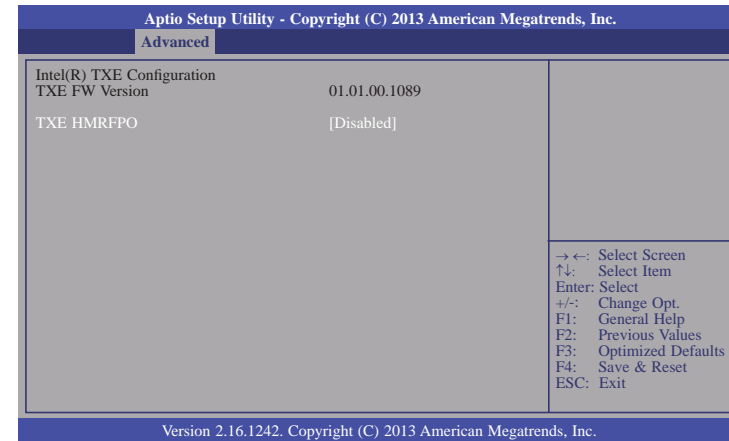 Aptio Setup Utility - Copyright (C) 2013 American Megatrends, Inc.
Advanced
Intel(R) TXE Configuration
TXE FW Version 01.01.00.1089
TXE HMRFPO [Disabled]
→ ←: Select Screen
↑↓: Select Item
Enter: Select
+/-: Change Opt.
F1: General Help
F2: Previous Values
F3: Optimized Defaults
F4: Save & Reset
ESC: Exit
Version 2.16.1242. Copyright (C) 2013 American Megatrends, Inc.